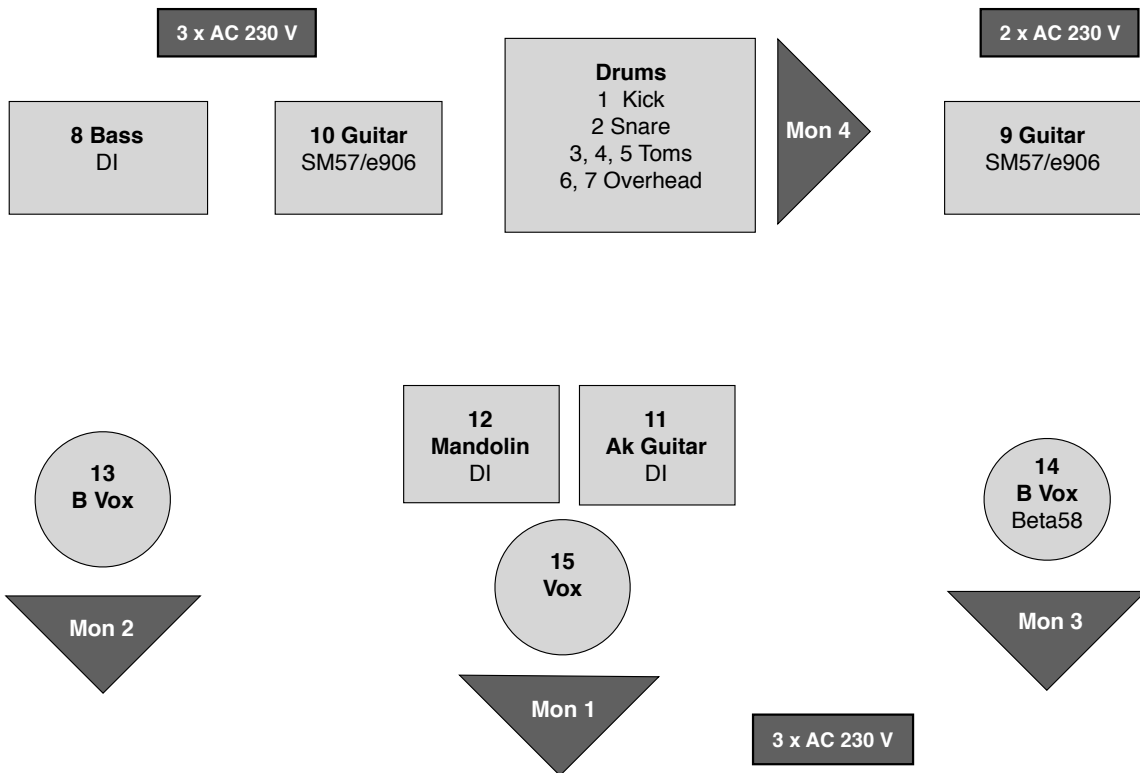 3 x AC 230 V
2 x AC 230 V
8 Bass
DI
10 Guitar
SM57/e906
Drums
1 Kick
2 Snare
3, 4, 5 Toms
6, 7 Overhead
Mon 4
9 Guitar
SM57/e906
13
B Vox
12
Mandolin
DI
11
Ak Guitar
DI
14
B Vox
Beta58
15
Vox
Mon 2
Mon 1
Mon 3
3 x AC 230 V